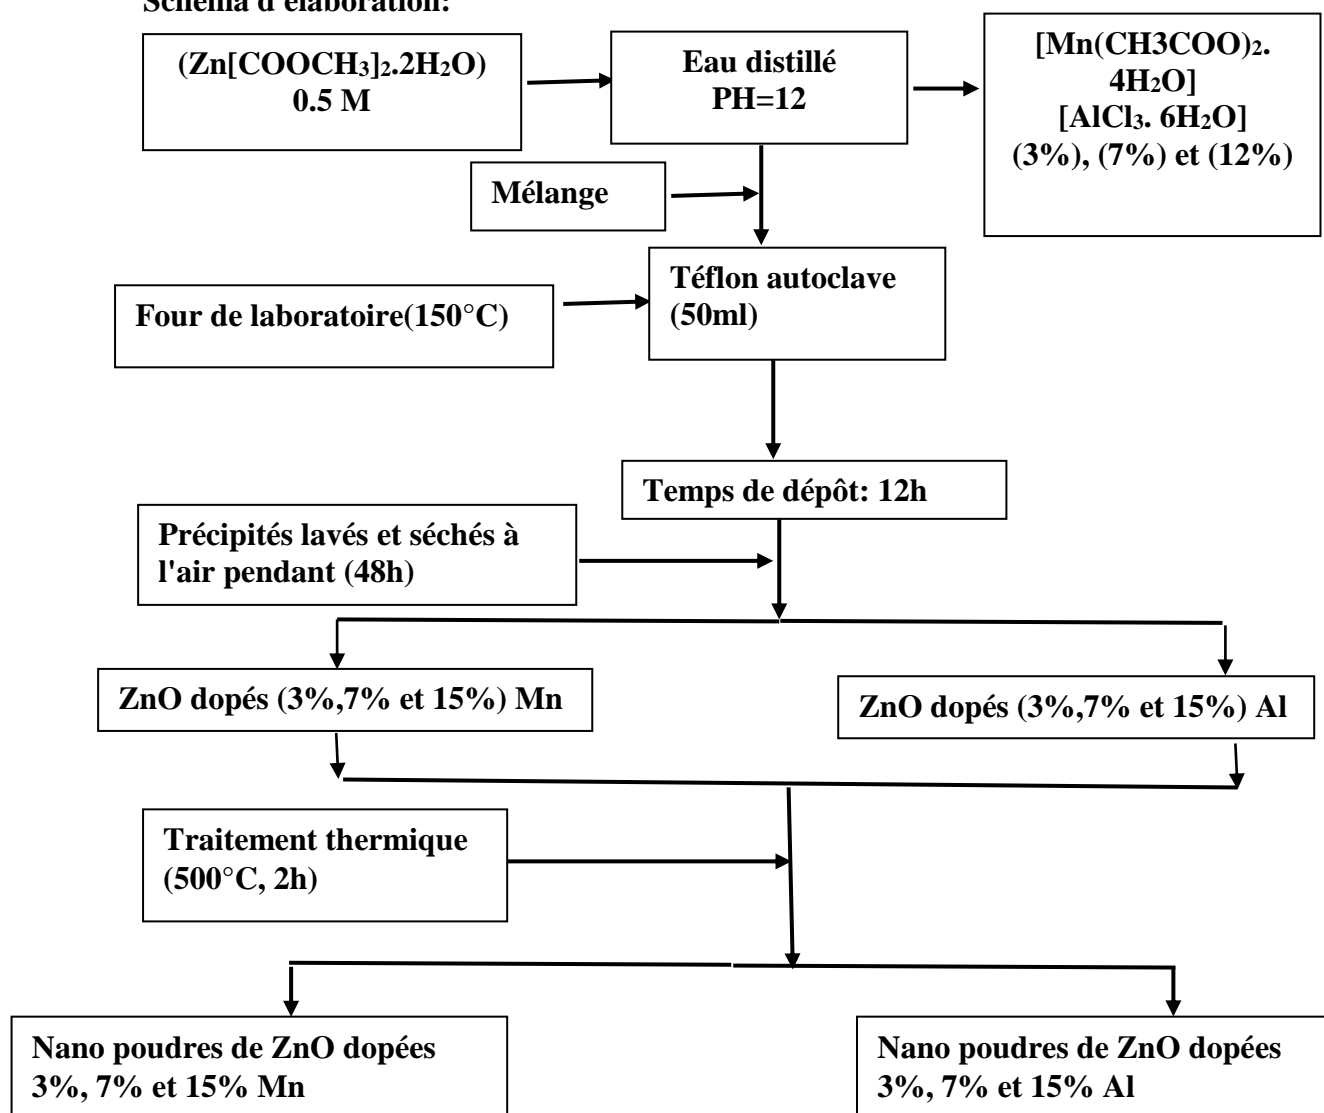 Schéma d'élaboration:
(Zn[COOCH₃]₂.2H₂O)
0.5 M
Eau distillé
PH=12
[Mn(CH3COO)₂.
4H₂O]
[AlCl₃. 6H₂O]
(3%), (7%) et (12%)
Mélange
Téflon autoclave
(50ml)
Four de laboratoire(150°C)
Temps de dépôt: 12h
Précipités lavés et séchés à
l'air pendant (48h)
ZnO dopés (3%,7% et 15%) Mn
ZnO dopés (3%,7% et 15%) Al
Traitement thermique
(500°C, 2h)
Nano poudres de ZnO dopées
3%, 7% et 15% Mn
Nano poudres de ZnO dopées
3%, 7% et 15% Al